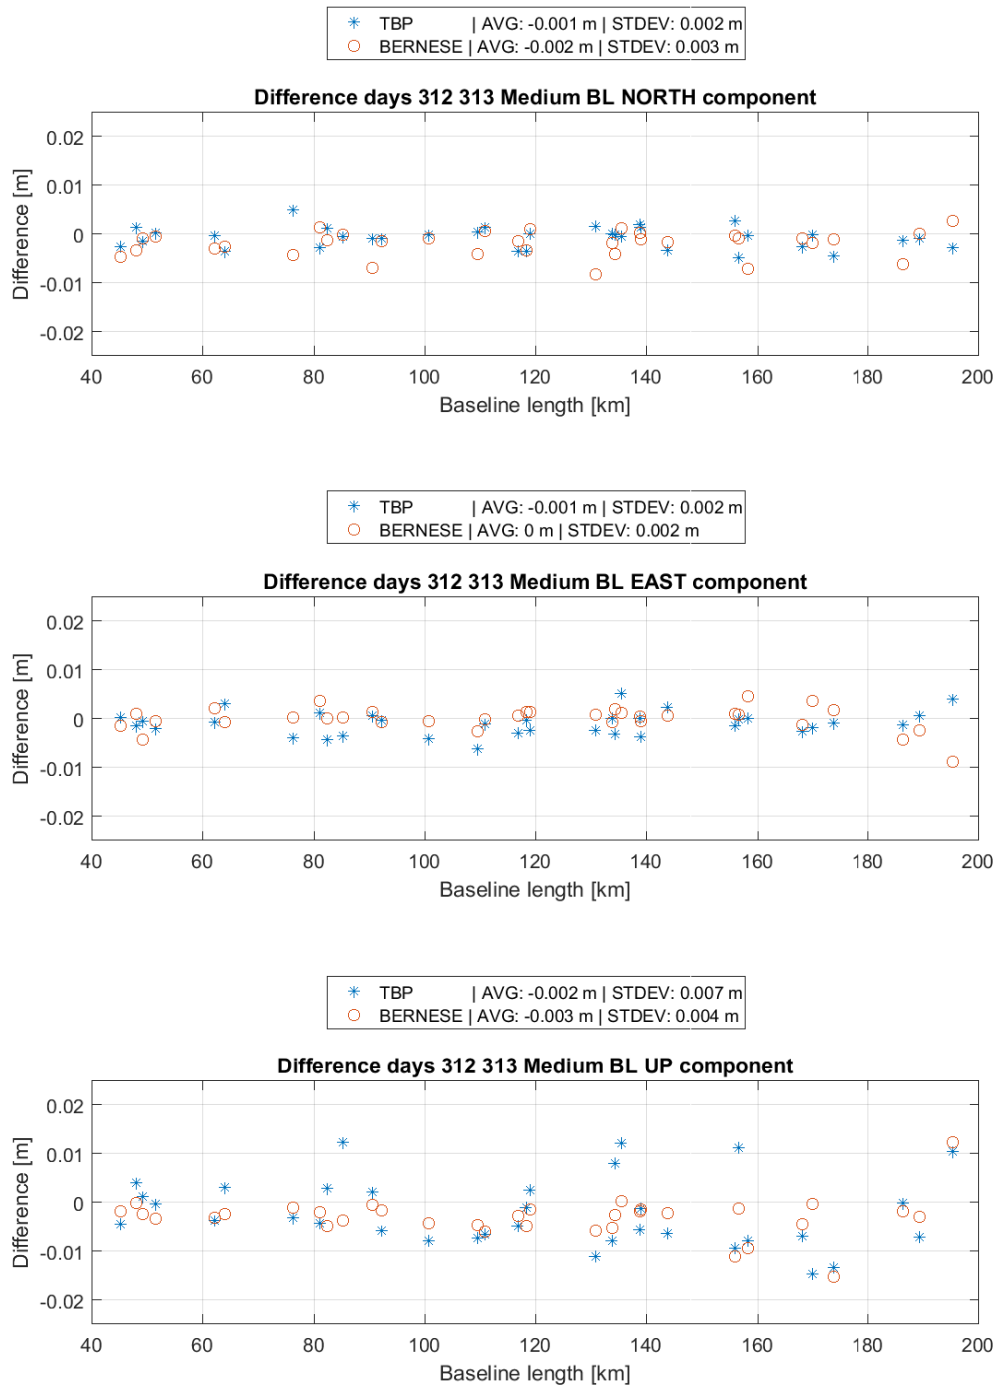 TBP | AVG: -0.001 m | STDEV: 0.002 m
BERNESE | AVG: -0.002 m | STDEV: 0.003 m
Difference days 312 313 Medium BL NORTH component
0.02
0.01
0
-0.01
-0.02
Difference [m]
40 60 80 100 120 140 160 180 200
Baseline length [km]
TBP | AVG: -0.001 m | STDEV: 0.002 m
BERNESE | AVG: 0 m | STDEV: 0.002 m
Difference days 312 313 Medium BL EAST component
0.02
0.01
0
-0.01
-0.02
Difference [m]
40 60 80 100 120 140 160 180 200
Baseline length [km]
TBP | AVG: -0.002 m | STDEV: 0.007 m
BERNESE | AVG: -0.003 m | STDEV: 0.004 m
Difference days 312 313 Medium BL UP component
0.02
0.01
0
-0.01
-0.02
Difference [m]
40 60 80 100 120 140 160 180 200
Baseline length [km]